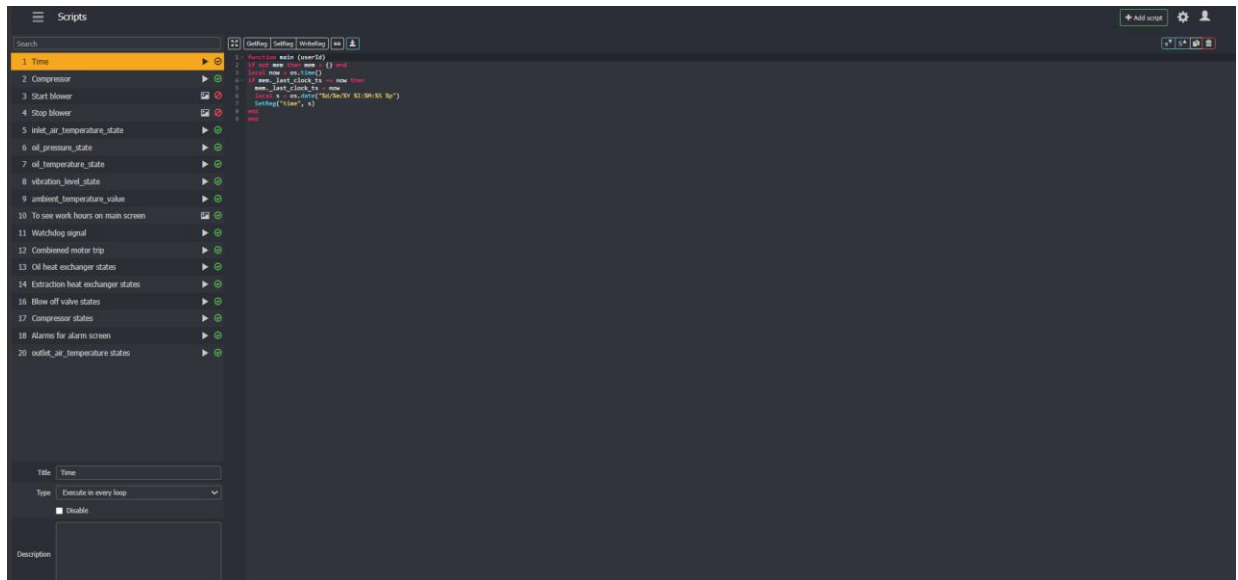 Scripts
+ Add script
Search
GetReg SetReg WriteReg
1 Time
2 Compressor
3 Start blower
4 Stop blower
5 inlet_air_temperature_state
6 oil_pressure_state
7 oil_temperature_state
8 vibration_level_state
9 ambient_temperature_value
10 To see work hours on main screen
11 Watchdog signal
12 Combiened motor trip
13 Oil heat exchanger states
14 Extraction heat exchanger states
16 Blow off valve states
17 Compressor states
18 Alarms for alarm screen
20 outlet_air_temperature states
1 function main (userId)
2 if not mem then mem = {} end
3 local now = os.time()
4 if mem._last_clock_ts ~= now then
5 mem._last_clock_ts = now
6 local s = os.date("%d/%m/%Y %I:%M:%S %p")
7 SetReg("time", s)
8 end
9 end
Title Time
Type Execute in every loop
Disable
Description